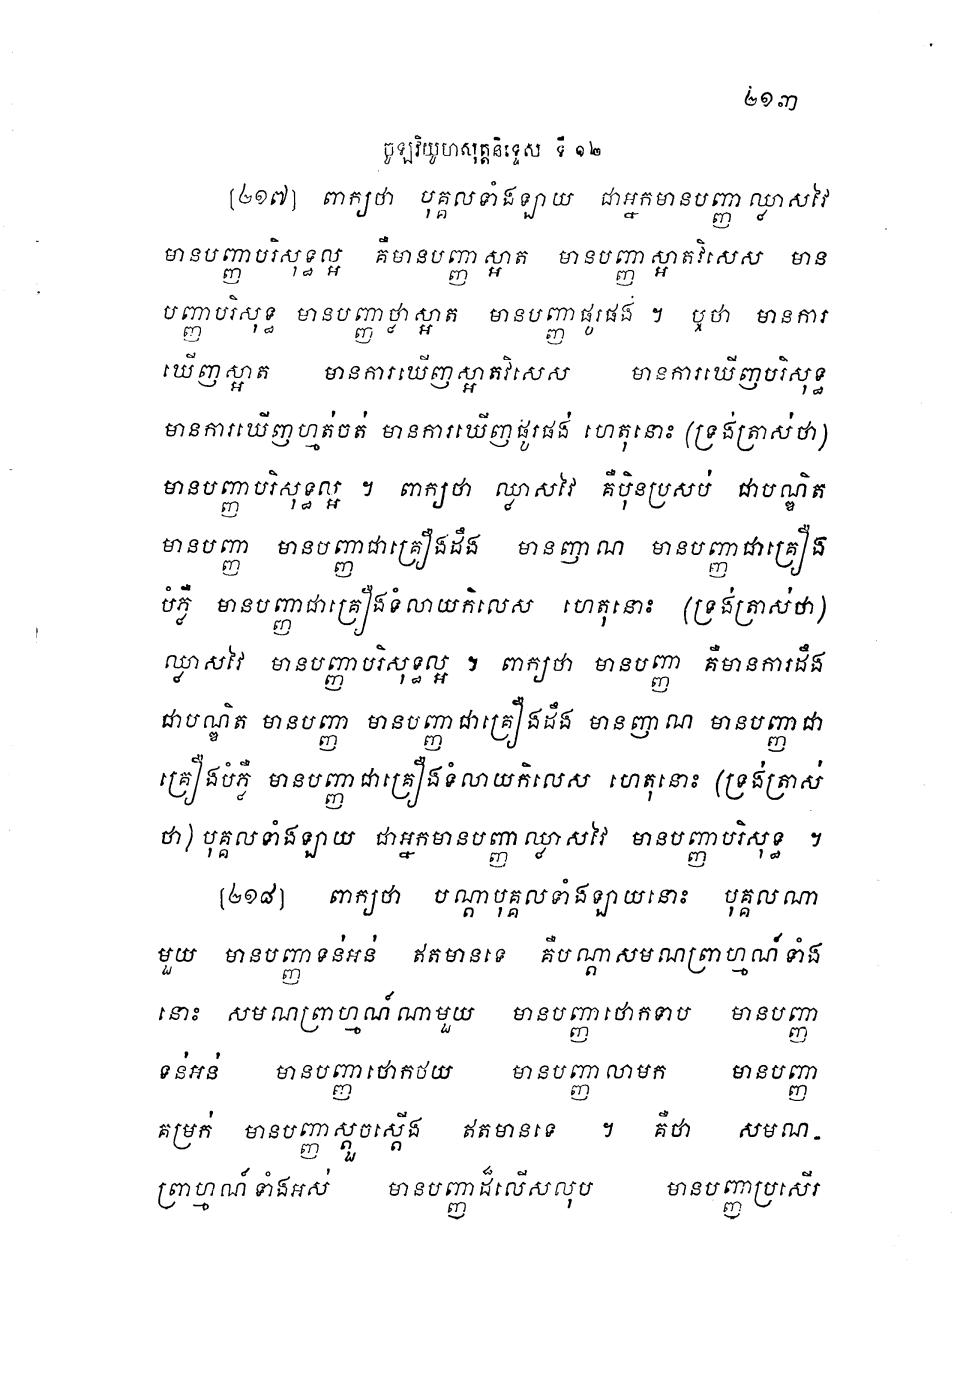 ២១៣
ចូឡវិយូហសុត្តនិទ្ទេស ទី ១២
[២១៧] ពាក្យថា បុគ្គលទាំងឡាយ ជាអ្នកមានបញ្ញាឈ្លាសវៃ
មានបញ្ញាបរិសុទ្ធល្អ គឺមានបញ្ញាស្អាត មានបញ្ញាស្អាតវិសេស មាន
បញ្ញាបរិសុទ្ធ មានបញ្ញាថ្លាស្អាត មានបញ្ញាផូរផង់ ។ ឬថា មានការ
ឃើញស្អាត មានការឃើញស្អាតវិសេស មានការឃើញបរិសុទ្ធ
មានការឃើញហ្មត់ចត់ មានការឃើញផូរផង់ ហេតុនោះ (ទ្រង់ត្រាស់ថា)
មានបញ្ញាបរិសុទ្ធល្អ ។ ពាក្យថា ឈ្លាសវៃ គឺប៉ិនប្រសប់ ជាបណ្ឌិត
មានបញ្ញា មានបញ្ញាជាគ្រឿងដឹង មានញាណ មានបញ្ញាជាគ្រឿង
បំភ្លឺ មានបញ្ញាជាគ្រឿងទំលាយកិលេស ហេតុនោះ (ទ្រង់ត្រាស់ថា)
ឈ្លាសវៃ មានបញ្ញាបរិសុទ្ធល្អ ។ ពាក្យថា មានបញ្ញា គឺមានការដឹង
ជាបណ្ឌិត មានបញ្ញា មានបញ្ញាជាគ្រឿងដឹង មានញាណ មានបញ្ញាជា
គ្រឿងបំភ្លឺ មានបញ្ញាជាគ្រឿងទំលាយកិលេស ហេតុនោះ (ទ្រង់ត្រាស់
ថា) បុគ្គលទាំងឡាយ ជាអ្នកមានបញ្ញាឈ្លាសវៃ មានបញ្ញាបរិសុទ្ធ ។
[២១៨] ពាក្យថា បណ្តាបុគ្គលទាំងឡាយនោះ បុគ្គលណា
មួយ មានបញ្ញាទន់អន់ ឥតមានទេ គឺបណ្តាសមណព្រាហ្មណ៍ទាំង
នោះ សមណព្រាហ្មណ៍ណាមួយ មានបញ្ញាថោកទាប មានបញ្ញា
ទន់អន់ មានបញ្ញាថោកថយ មានបញ្ញាលាមក មានបញ្ញា
គម្រក់ មានបញ្ញាស្តួចស្តើង ឥតមានទេ ។ គឺថា សមណ-
ព្រាហ្មណ៍ទាំងអស់ មានបញ្ញាដ៏លើសលុប មានបញ្ញាប្រសើរ